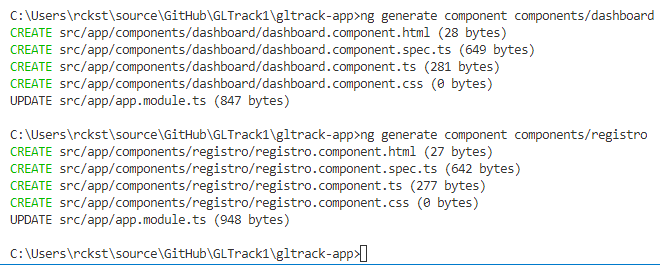 C:\Users\rckst\source\GitHub\GLTrack1\gltrack-app>ng generate component components/dashboard
CREATE src/app/components/dashboard/dashboard.component.html (28 bytes)
CREATE src/app/components/dashboard/dashboard.component.spec.ts (649 bytes)
CREATE src/app/components/dashboard/dashboard.component.ts (281 bytes)
CREATE src/app/components/dashboard/dashboard.component.css (0 bytes)
UPDATE src/app/app.module.ts (847 bytes)
C:\Users\rckst\source\GitHub\GLTrack1\gltrack-app>ng generate component components/registro
CREATE src/app/components/registro/registro.component.html (27 bytes)
CREATE src/app/components/registro/registro.component.spec.ts (642 bytes)
CREATE src/app/components/registro/registro.component.ts (277 bytes)
CREATE src/app/components/registro/registro.component.css (0 bytes)
UPDATE src/app/app.module.ts (948 bytes)
C:\Users\rckst\source\GitHub\GLTrack1\gltrack-app>